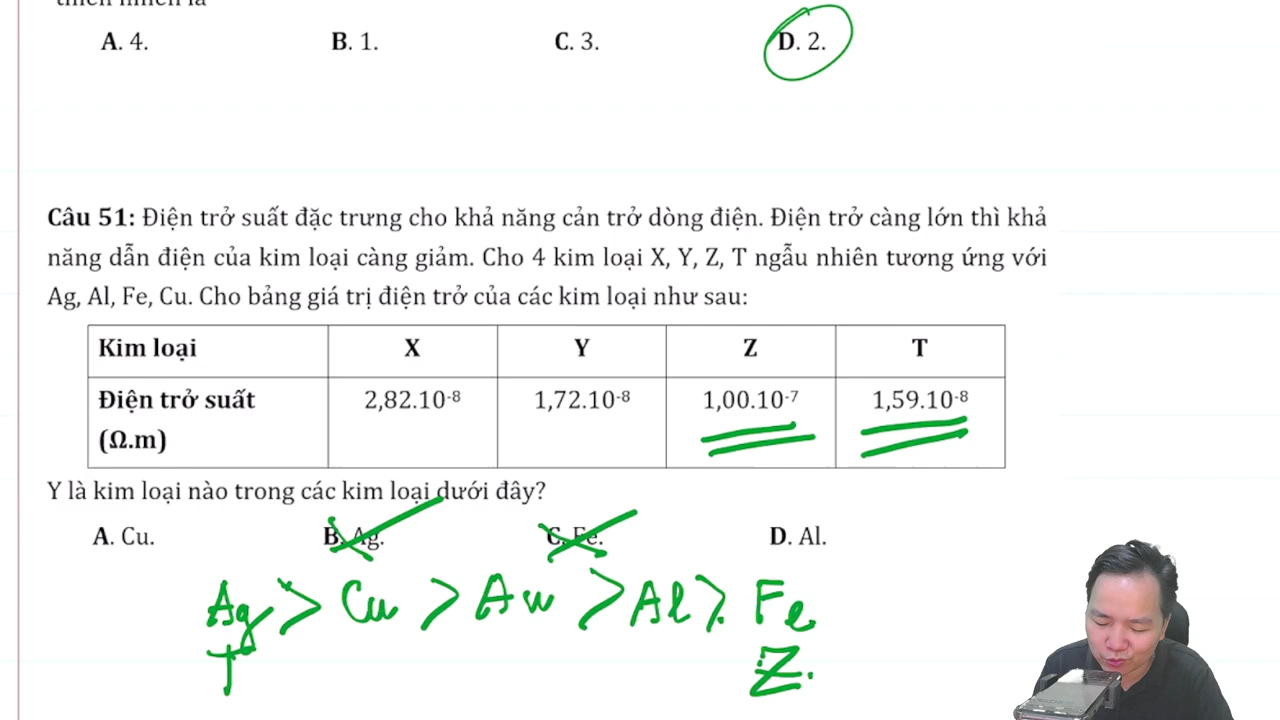 A. 4. B. 1. C. 3. D. 2.
Câu 51: Điện trở suất đặc trưng cho khả năng cản trở dòng điện. Điện trở càng lớn thì khả
năng dẫn điện của kim loại càng giảm. Cho 4 kim loại X, Y, Z, T ngẫu nhiên tương ứng với
Ag, Al, Fe, Cu. Cho bảng giá trị điện trở của các kim loại như sau:
Kim loại X Y Z T
Điện trở suất 2,82.10⁻⁸ 1,72.10⁻⁸ 1,00.10⁻⁷ 1,59.10⁻⁸
(Ω.m)
Y là kim loại nào trong các kim loại dưới đây?
A. Cu. B. Ag. C. Fe. D. Al.
Ag > Cu > Au > Al > Fe
T Z.